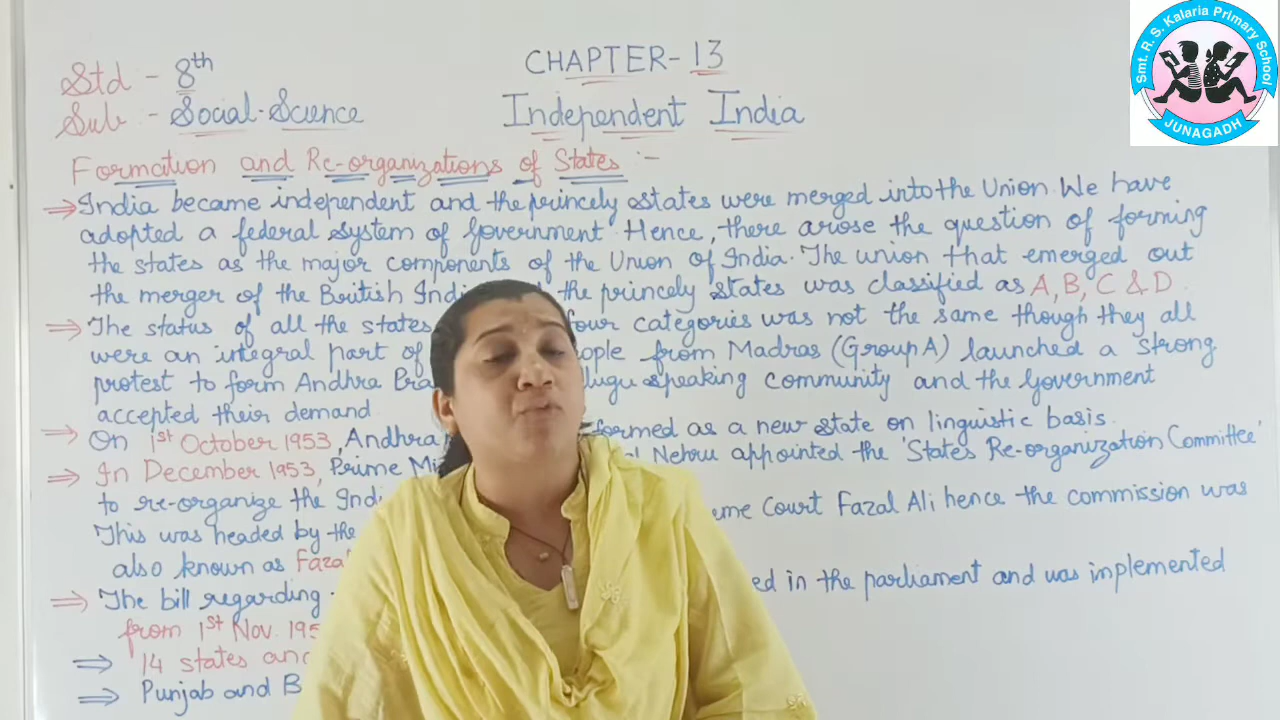 Smt. R. S. Kalaria Primary School
JUNAGADH
Std - 8th
CHAPTER-13
Sub :- Social-Science
Independent India
Formation and Re-organizations of States :-
⇒ India became independent and the princely states were merged into the Union. We have
adopted a federal system of Government. Hence, there arose the question of forming
the states as the major components of the Union of India. The union that emerged out
the merger of the British Indi the princely states was classified as A, B, C & D
⇒ The status of all the states four categories was not the same though they all
were an integral part of people from Madras (Group A) launched a strong
protest to form Andhra speaking community and the Government
accepted their demand
⇒ On 1st October 1953, Andhra formed as a new state on linguistic basis.
⇒ In December 1953, Prime Nehru appointed the 'States Re-organization Committee'
to re-organize the Court Fazal Ali hence the commission was
This was headed by the
also known as in the parliament and was implemented
⇒ The bill regarding
from 1st Nov. 195
⇒ 14 states and
⇒ Punjab and B